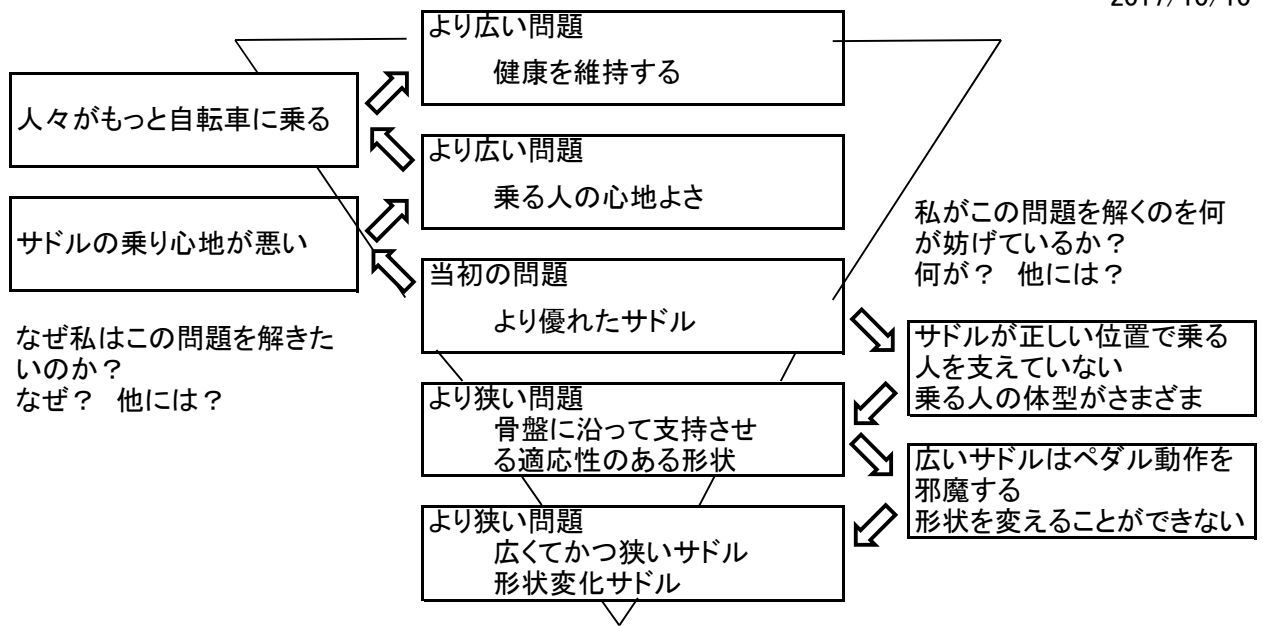 より広い問題
健康を維持する
人々がもっと自転車に乗る
より広い問題
乗る人の心地よさ
サドルの乗り心地が悪い
当初の問題
より優れたサドル
なぜ私はこの問題を解きた
いのか？
なぜ？　他には？
私がこの問題を解くのを何
が妨げているか？
何が？　他には？
サドルが正しい位置で乗る
人を支えていない
乗る人の体型がさまざま
より狭い問題
骨盤に沿って支持させ
る適応性のある形状
広いサドルはペダル動作を
邪魔する
形状を変えることができない
より狭い問題
広くてかつ狭いサドル
形状変化サドル